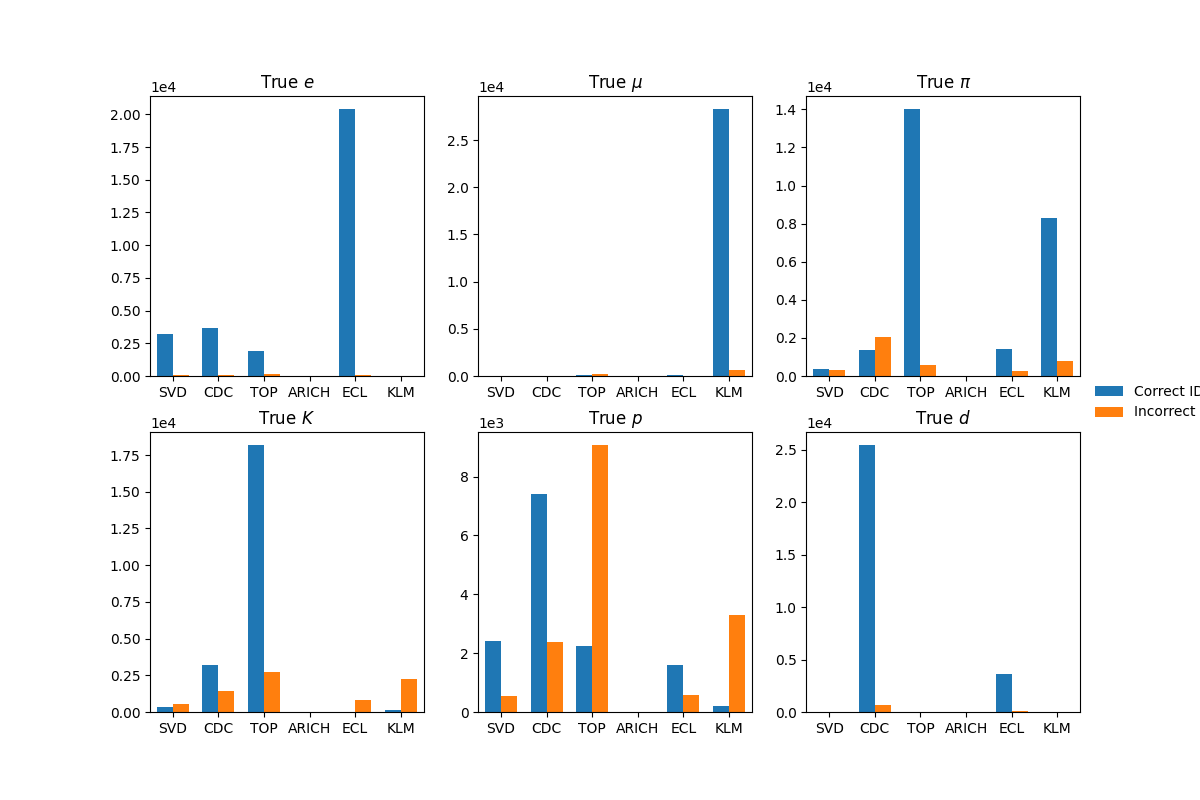 True e
1e4
2.00
1.75
1.50
1.25
1.00
0.75
0.50
0.25
0.00
SVD CDC TOP ARICH ECL KLM
True μ
1e4
2.5
2.0
1.5
1.0
0.5
0.0
SVD CDC TOP ARICH ECL KLM
True π
1e4
1.4
1.2
1.0
0.8
0.6
0.4
0.2
0.0
SVD CDC TOP ARICH ECL KLM
Correct ID
Incorrect
True K
1e4
1.75
1.50
1.25
1.00
0.75
0.50
0.25
0.00
SVD CDC TOP ARICH ECL KLM
True p
1e3
8
6
4
2
0
SVD CDC TOP ARICH ECL KLM
True d
1e4
2.5
2.0
1.5
1.0
0.5
0.0
SVD CDC TOP ARICH ECL KLM